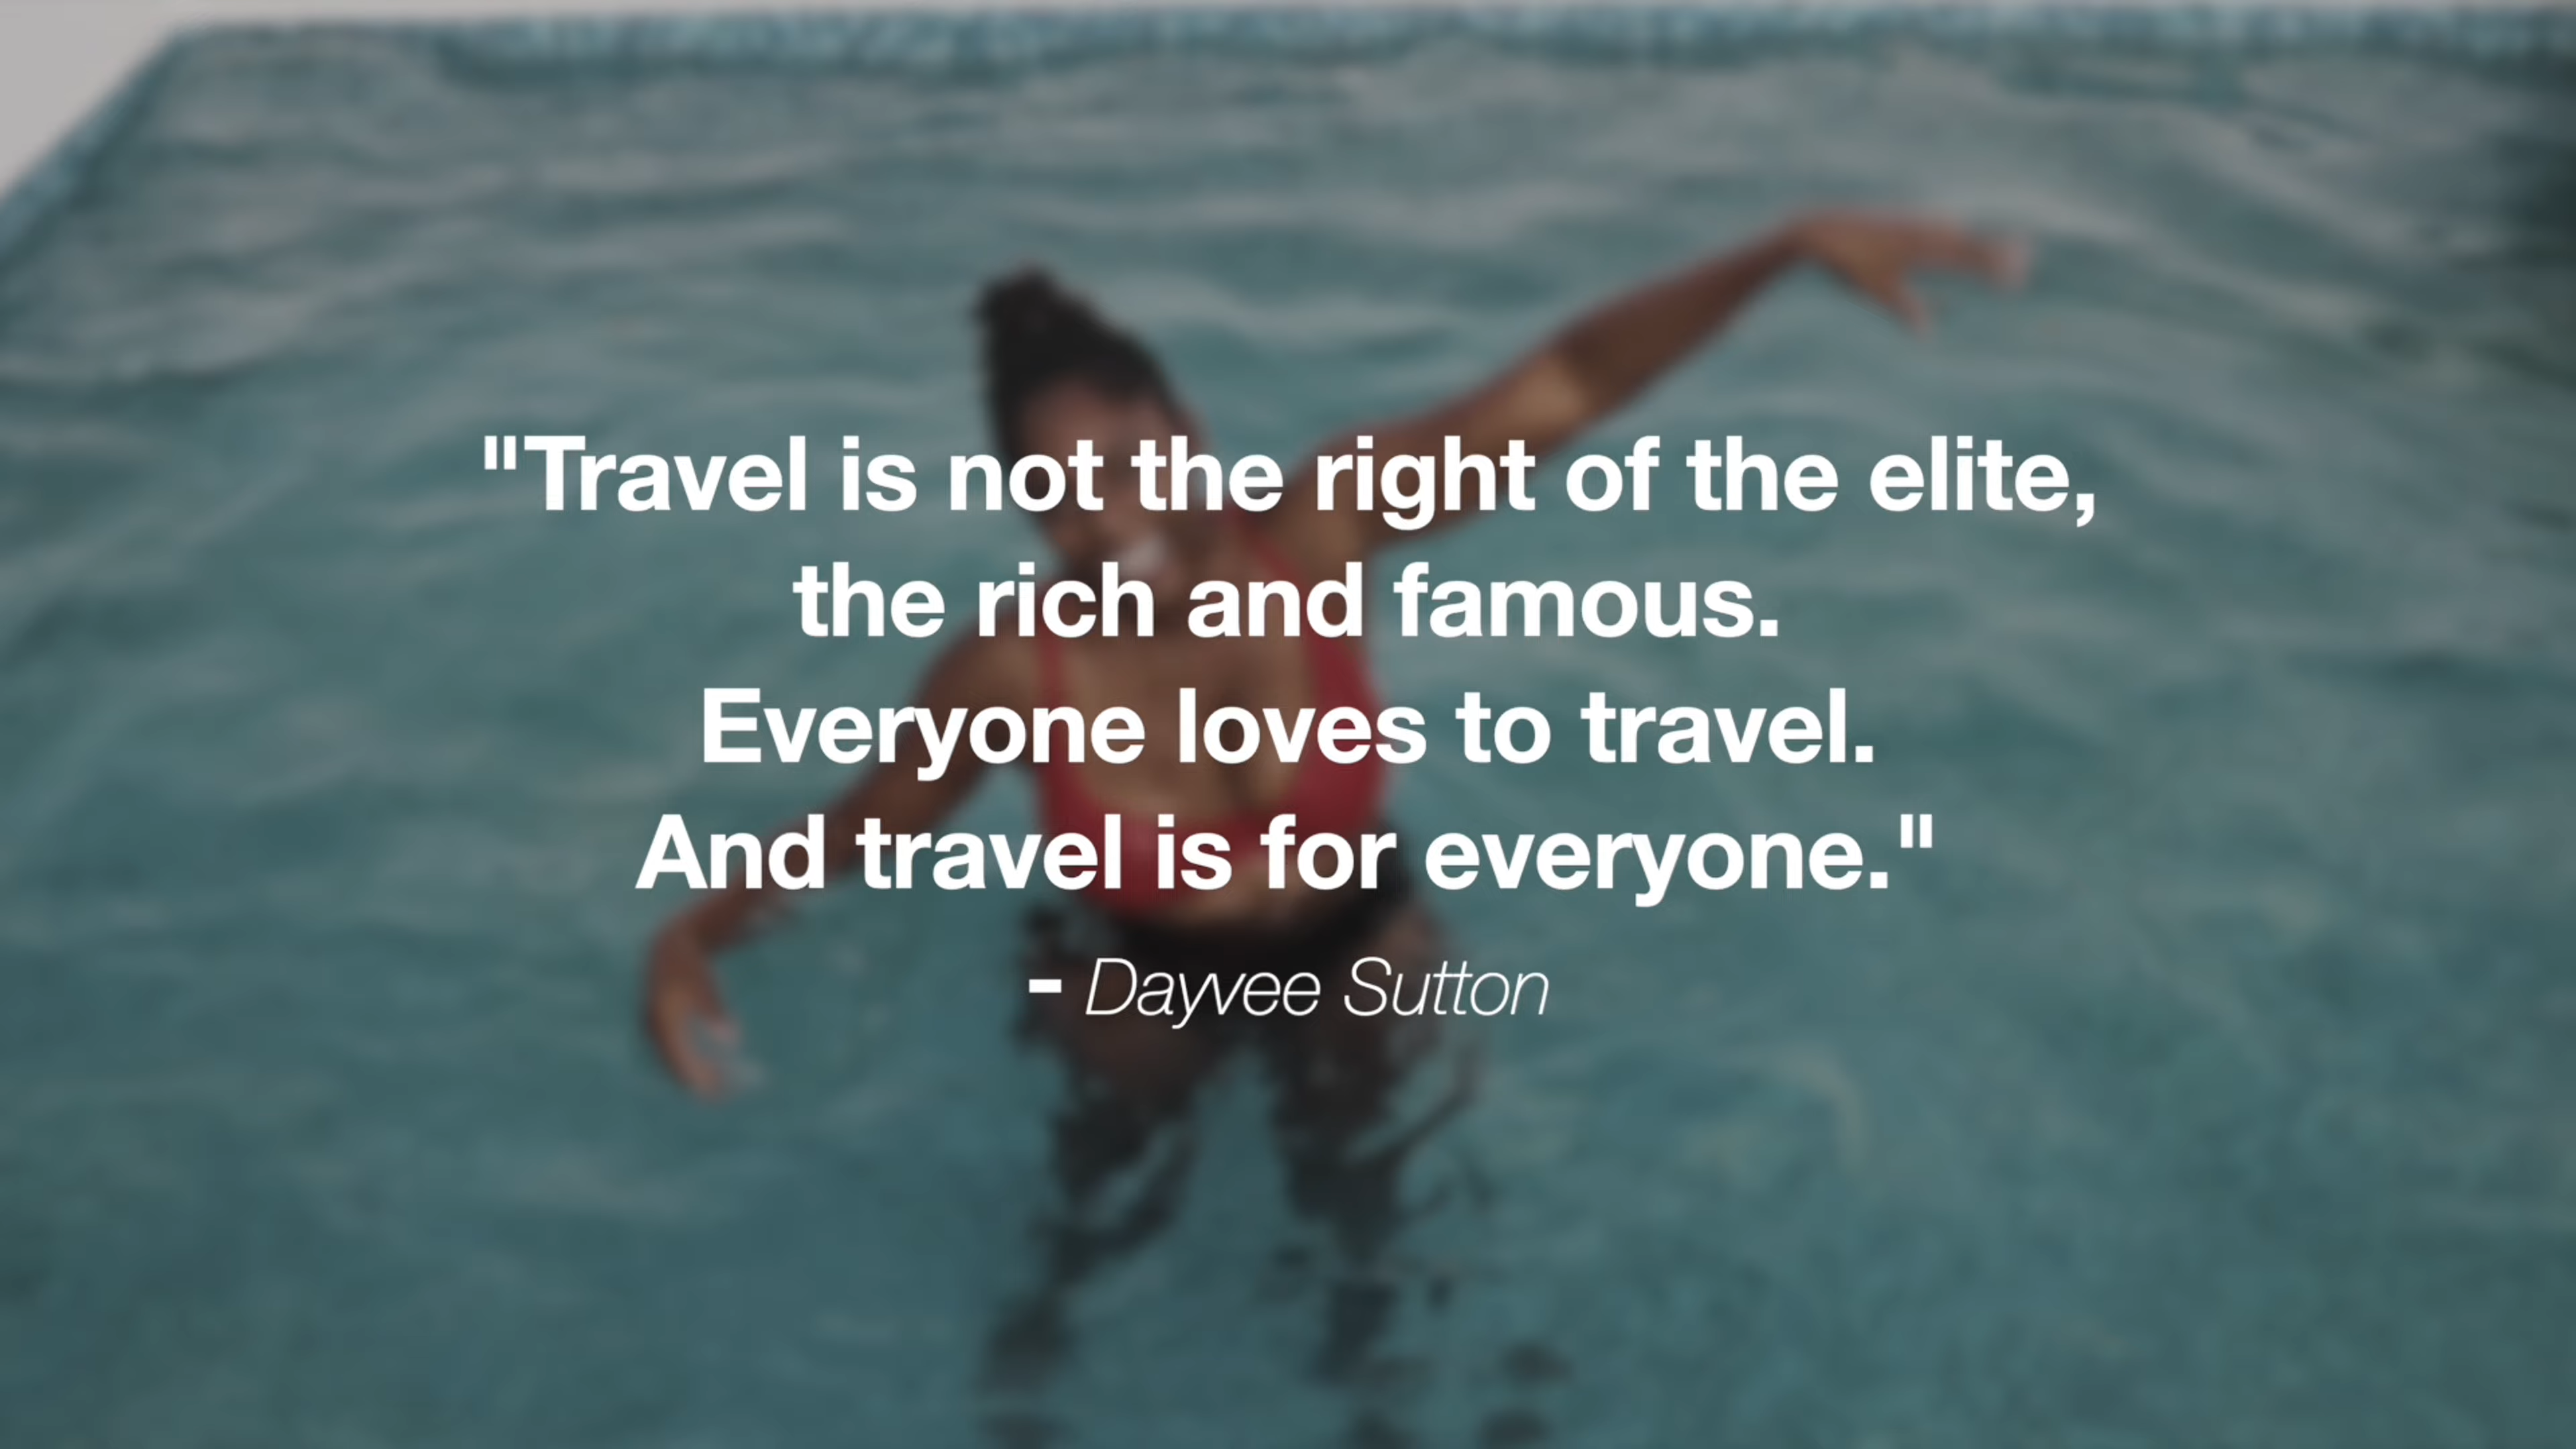 "Travel is not the right of the elite,
the rich and famous.
Everyone loves to travel.
And travel is for everyone."
- Dayvee Sutton